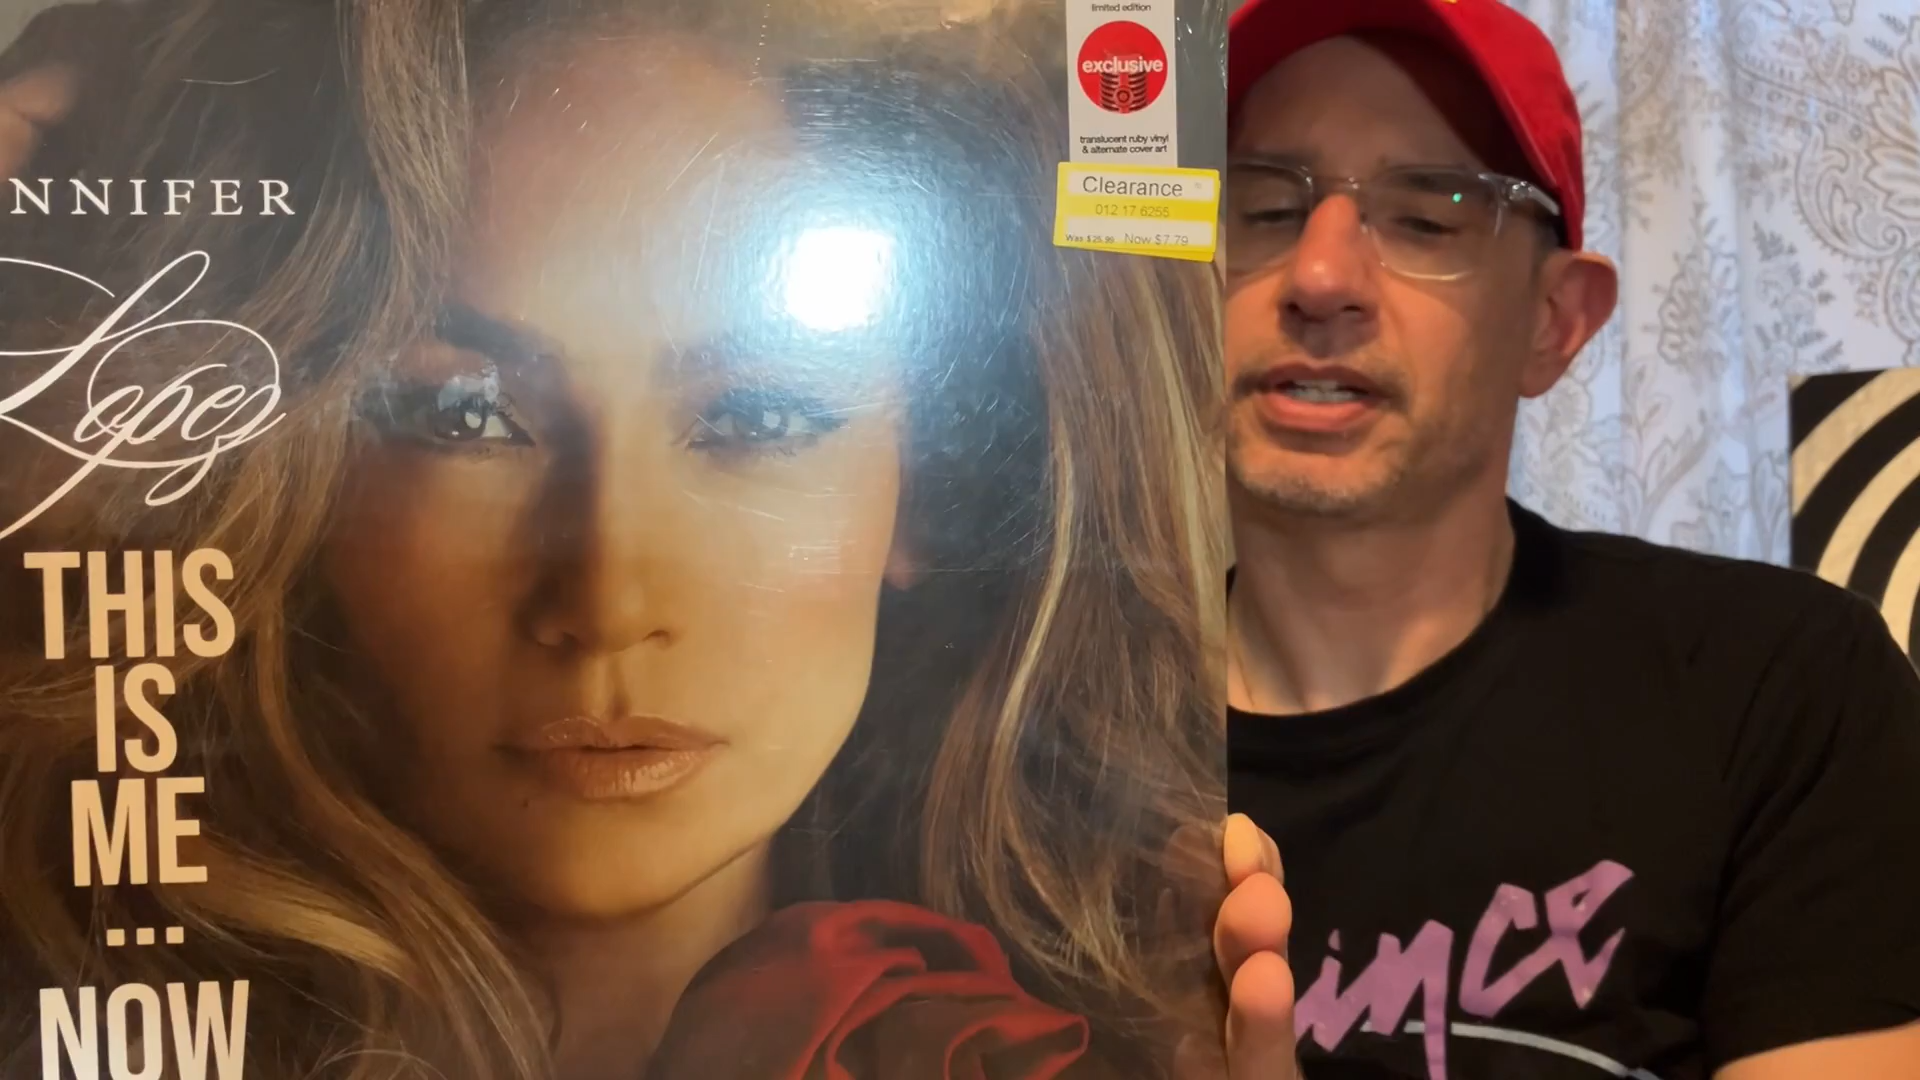 limited edition
exclusive
translucent ruby vinyl
& alternate cover art
Clearance
012 17 6255
Was $25.99 Now $7.79
NNIFER
Lopez
THIS
IS
ME
...
NOW
ince